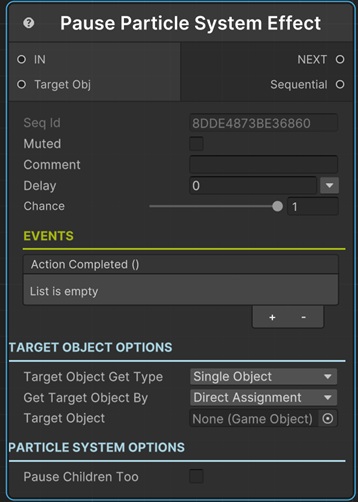 ? Pause Particle System Effect
IN NEXT
Target Obj Sequential
Seq Id 8DDE4873BE36860
Muted
Comment
Delay 0
Chance 1
EVENTS
Action Completed ()
List is empty
+ -
TARGET OBJECT OPTIONS
Target Object Get Type Single Object
Get Target Object By Direct Assignment
Target Object None (Game Object)
PARTICLE SYSTEM OPTIONS
Pause Children Too